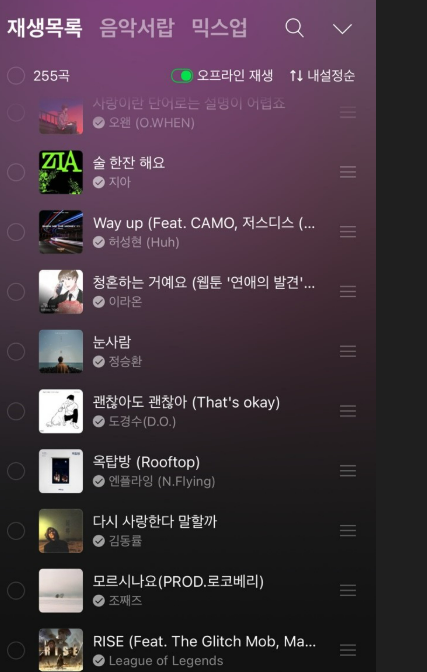 재생목록 음악서랍 믹스업
255곡 오프라인 재생 내설정순
사랑이란 단어로는 설명이 어렵죠
오왠 (O.WHEN)
ZIA
술 한잔 해요
지아
Way up (Feat. CAMO, 저스디스 (...
허성현 (Huh)
청혼하는 거예요 (웹툰 '연애의 발견'...
이라온
눈사람
정승환
괜찮아도 괜찮아 (That's okay)
도경수(D.O.)
옥탑방 (Rooftop)
엔플라잉 (N.Flying)
다시 사랑한다 말할까
김동률
모르시나요(PROD.로코베리)
조째즈
RISE
RISE (Feat. The Glitch Mob, Ma...
League of Legends